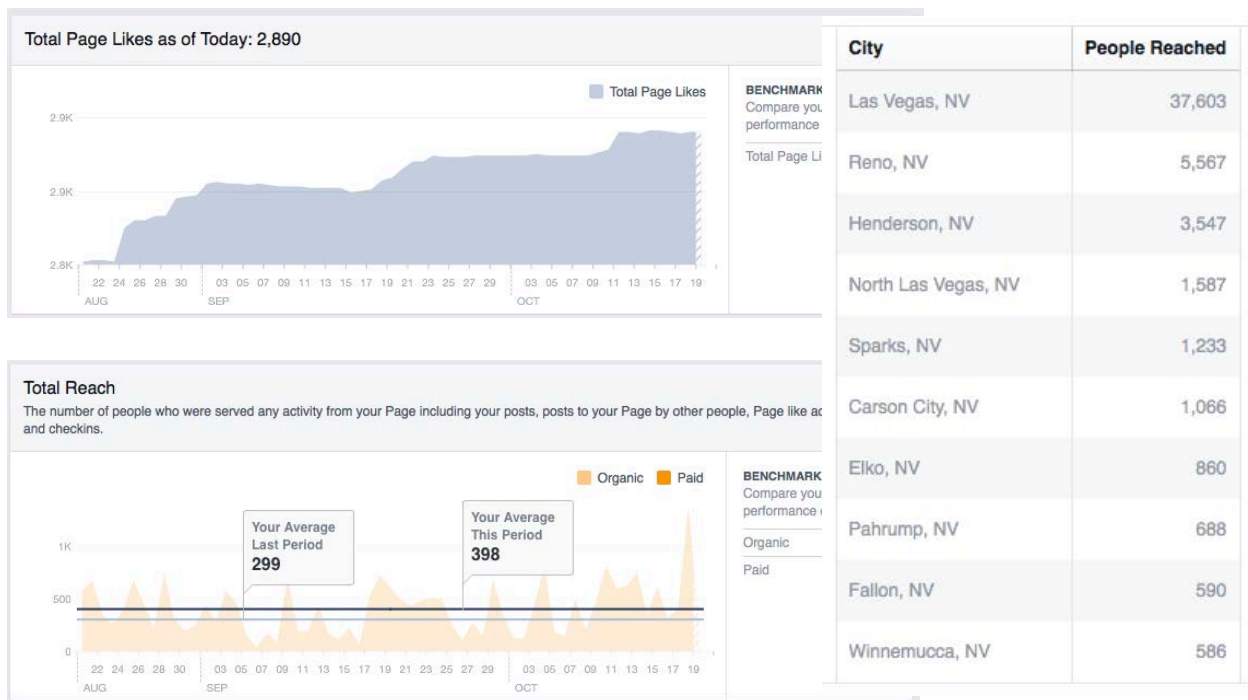 Total Page Likes as of Today: 2,890
Total Page Likes
BENCHMARK
Compare you
performance
Total Page Li
2.9K
2.9K
2.8K
22 24 26 28 30 03 05 07 09 11 13 15 17 19 21 23 25 27 29 03 05 07 09 11 13 15 17 19
AUG SEP OCT
Total Reach
The number of people who were served any activity from your Page including your posts, posts to your Page by other people, Page like ad
and checkins.
Organic Paid
BENCHMARK
Compare you
performance
Organic
Paid
Your Average
Last Period
299
Your Average
This Period
398
1K
500
0
22 24 26 28 30 03 05 07 09 11 13 15 17 19 21 23 25 27 29 03 05 07 09 11 13 15 17 19
AUG SEP OCT
City People Reached
Las Vegas, NV 37,603
Reno, NV 5,567
Henderson, NV 3,547
North Las Vegas, NV 1,587
Sparks, NV 1,233
Carson City, NV 1,066
Elko, NV 860
Pahrump, NV 688
Fallon, NV 590
Winnemucca, NV 586